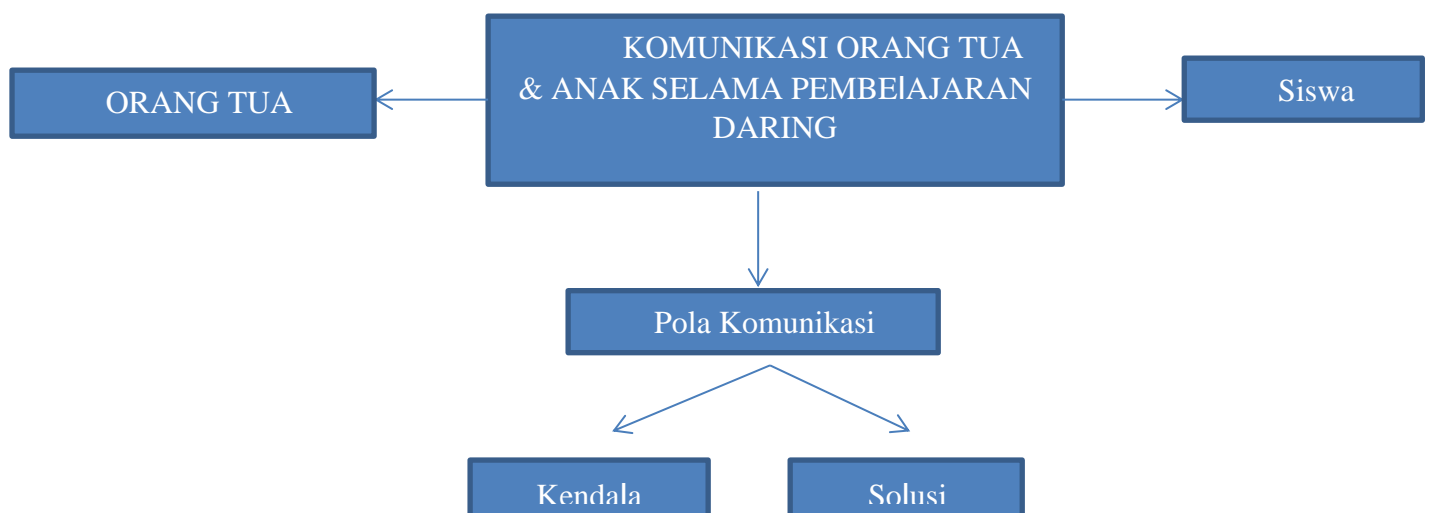 KOMUNIKASI ORANG TUA
& ANAK SELAMA PEMBElAJARAN
DARING
ORANG TUA
Siswa
Pola Komunikasi
Kendala
Solusi